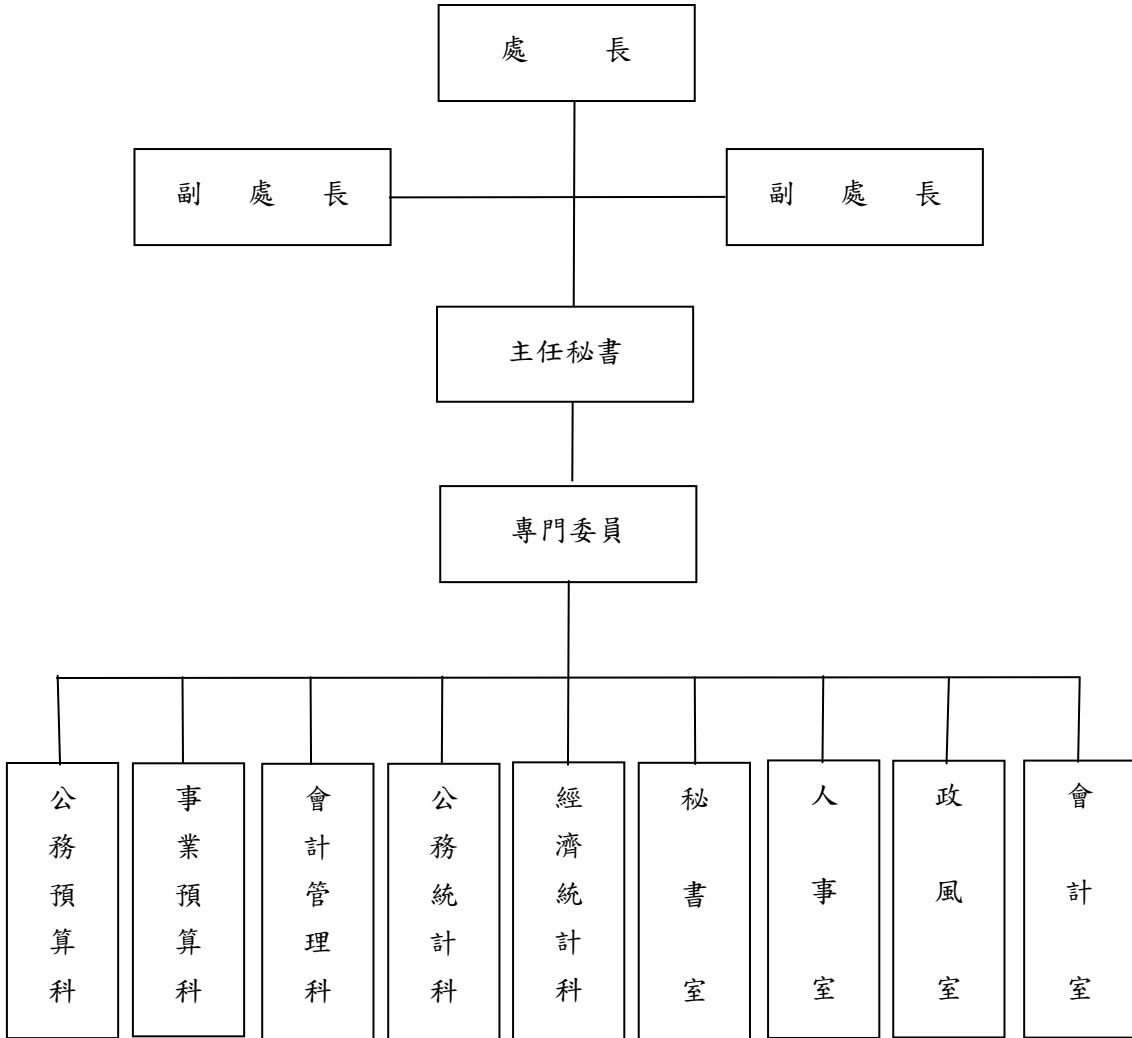 處 長
副 處 長
副 處 長
主任秘書
專門委員
公務預算科
事業預算科
會計管理科
公務統計科
經濟統計科
秘書室
人事室
政風室
會計室